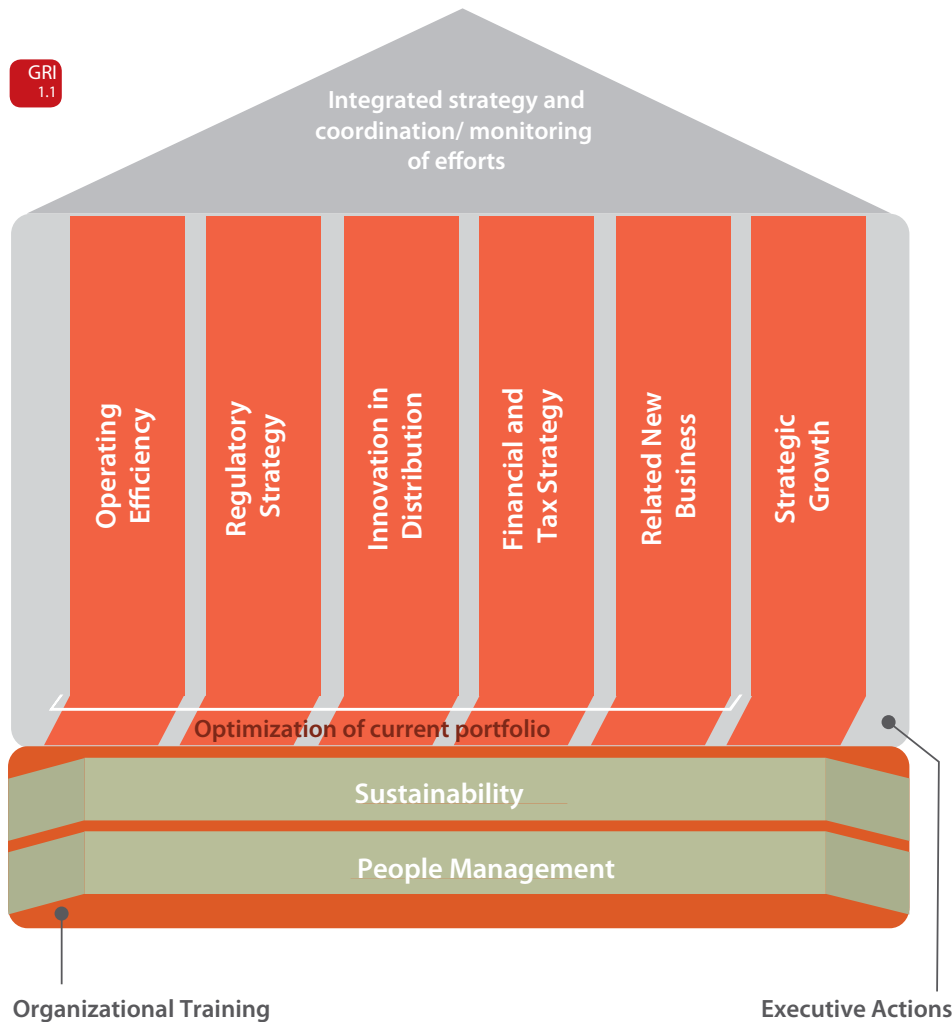 GRI
1.1
Integrated strategy and
coordination/ monitoring
of efforts
Operating
Efficiency
Regulatory
Strategy
Innovation in
Distribution
Financial and
Tax Strategy
Related New
Business
Strategic
Growth
Optimization of current portfolio
Sustainability
People Management
Organizational Training
Executive Actions